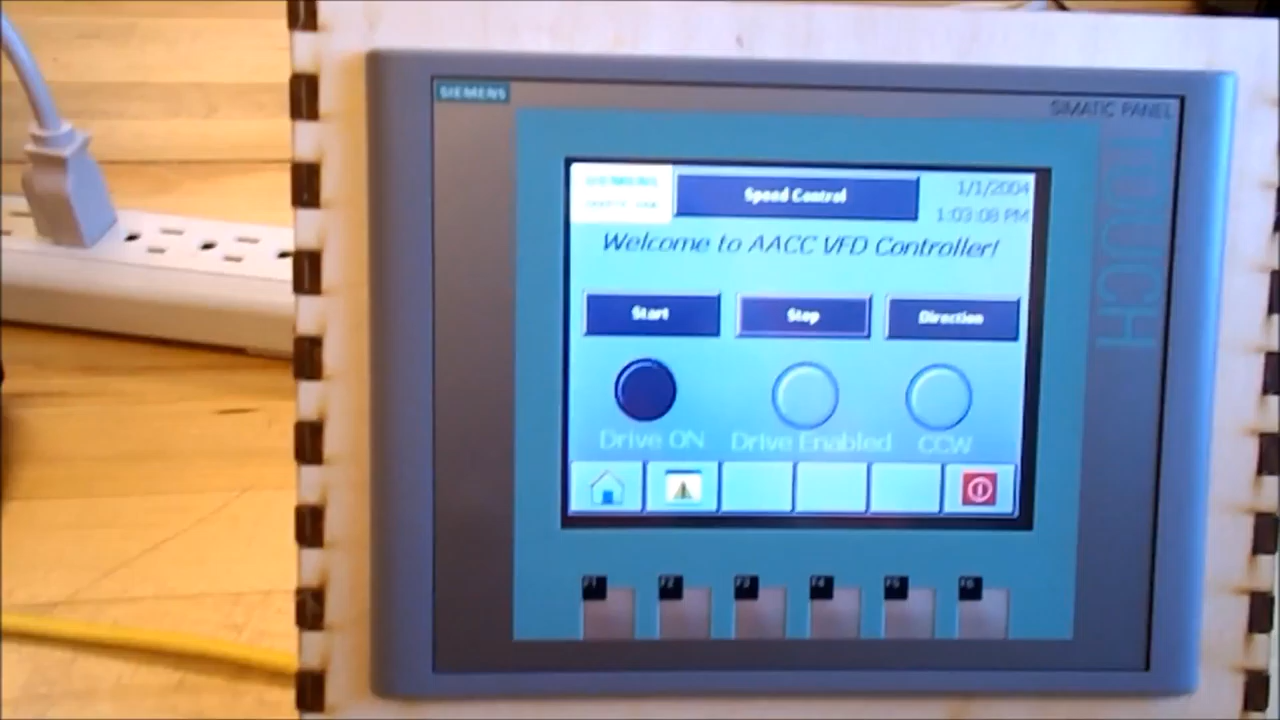 SIEMENS
SIMATIC PANEL
TOUCH
SIEMENS
Speed Control
1/1/2004
1:03:08 PM
Welcome to AACC VFD Controller!
Start
Stop
Direction
Drive ON
Drive Enabled
CCW
F1
F2
F3
F4
F5
F6